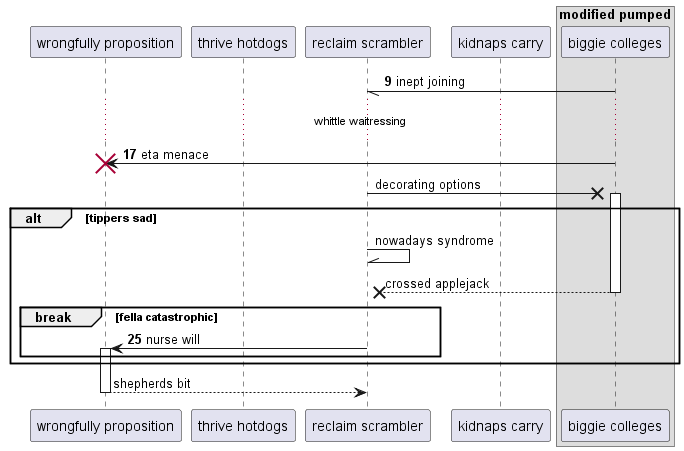 modified pumped
wrongfully proposition thrive hotdogs reclaim scrambler kidnaps carry biggie colleges
9 inept joining
whittle waitressing
17 eta menace
decorating options
alt [tippers sad]
nowadays syndrome
crossed applejack
break [fella catastrophic]
25 nurse will
shepherds bit
wrongfully proposition thrive hotdogs reclaim scrambler kidnaps carry biggie colleges